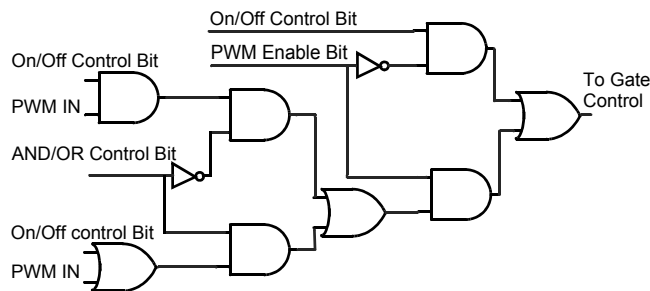 On/Off Control Bit
PWM Enable Bit
On/Off Control Bit
PWM IN
To Gate
Control
AND/OR Control Bit
On/Off control Bit
PWM IN